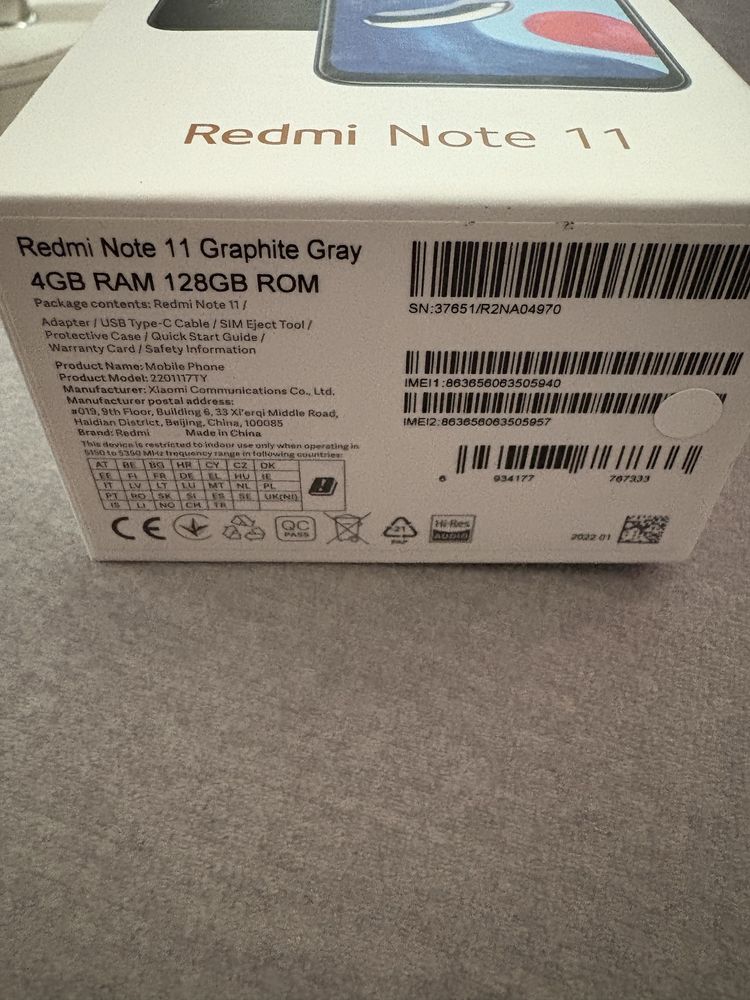 Redmi Note 11
Redmi Note 11 Graphite Gray
4GB RAM 128GB ROM
Package contents: Redmi Note 11 /
Adapter / USB Type-C Cable / SIM Eject Tool /
Protective Case / Quick Start Guide /
Warranty Card / Safety Information
Product Name: Mobile Phone
Product Model: 2201117TY
Manufacturer: Xiaomi Communications Co., Ltd.
Manufacturer postal address:
#019, 9th Floor, Building 6, 33 Xi'erqi Middle Road,
Haidian District, Beijing, China, 100085
Brand: Redmi Made in China
This device is restricted to indoor use only when operating in
5150 to 5350 MHz frequency range in following countries:
AT BE BG HR CY CZ DK
EE FI FR DE EL HU IE
IT LV LT LU MT NL PL
PT RO SK SI ES SE UK(NI)
IS LI NO CH TR
CE
QC
PASS
21
PAP
Hi-Res
AUDIO
SN:37651/R2NA04970
IMEI1:863656063505940
IMEI2:863656063505957
6 934177 767333
2022.01